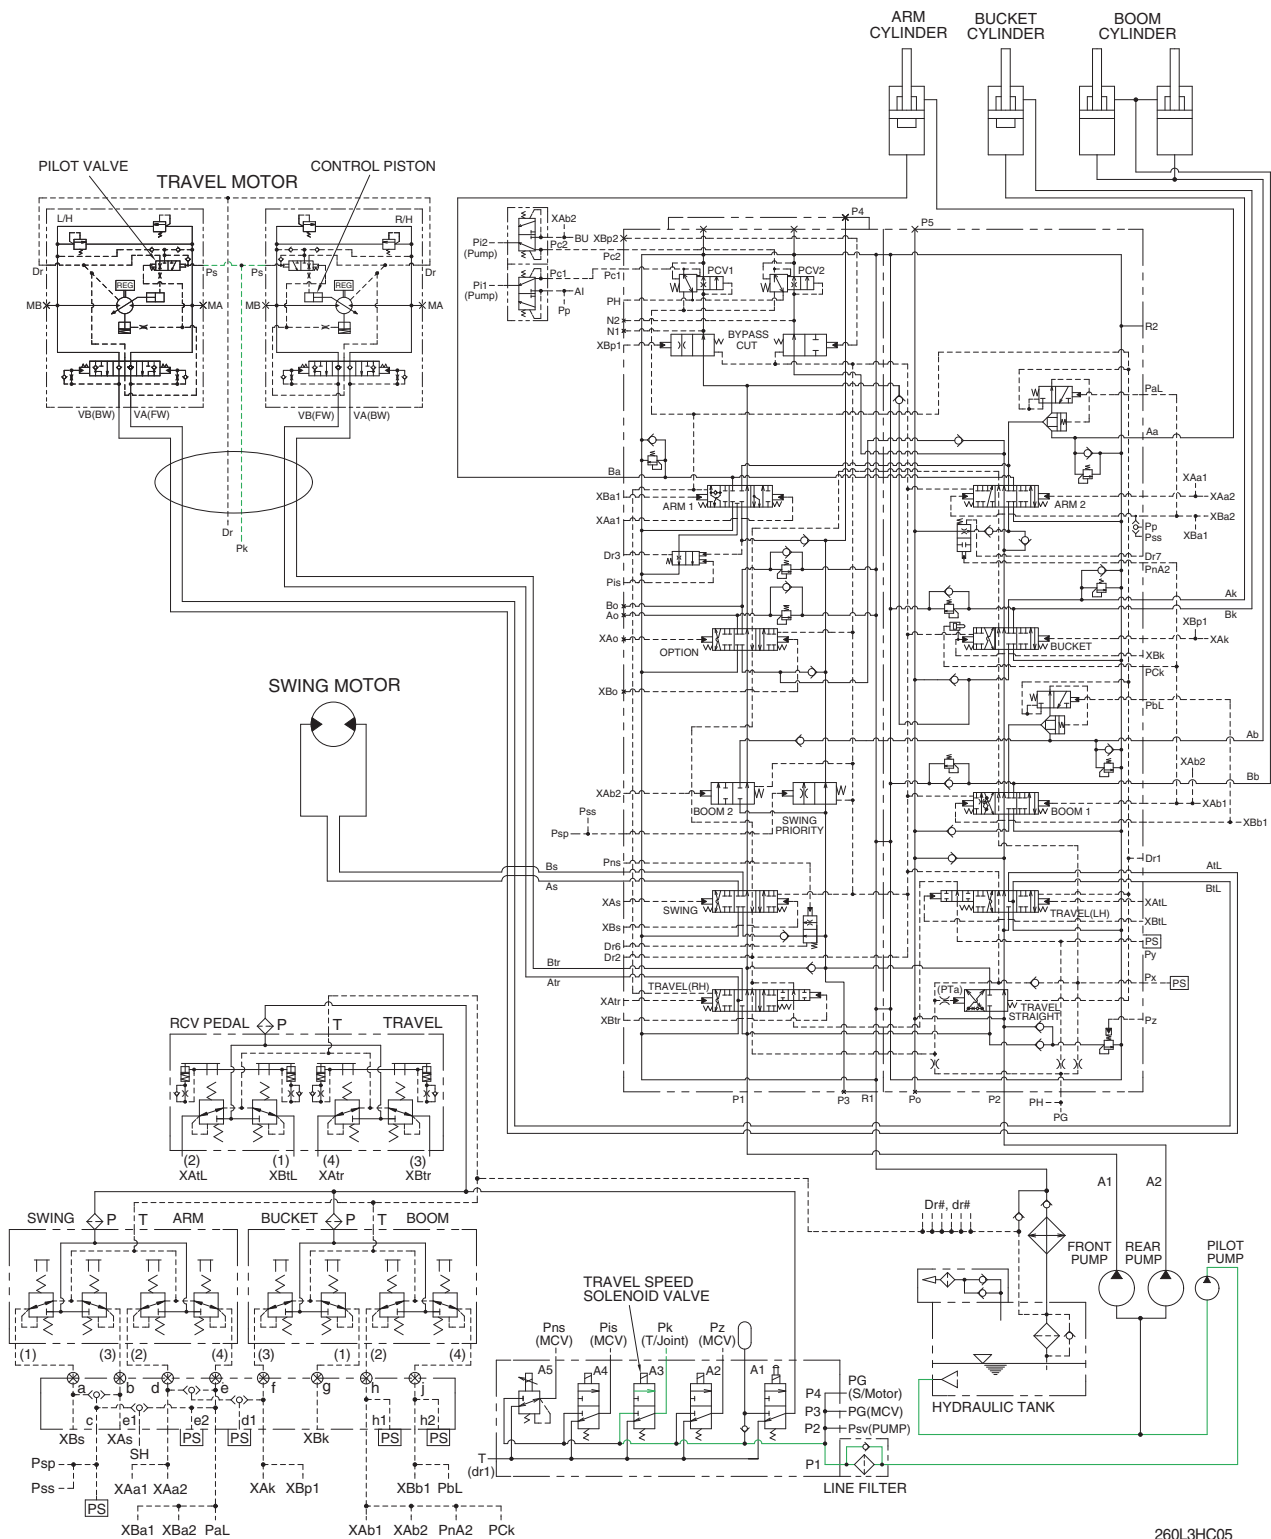 ARM
CYLINDER
BUCKET
CYLINDER
BOOM
CYLINDER
PILOT VALVE
CONTROL PISTON
TRAVEL MOTOR
L/H
R/H
Dr
Ps
Ps
Dr
REG
REG
MB
MA
MB
MA
VB(BW)
VA(FW)
VB(FW)
VA(BW)
Dr
Pk
XAb2
Pi2
(Pump)
BU
Pc2
XBp2
Pc2
Pc1
Pc1
Pi1
(Pump)
AI
Pp
PH
N2
N1
XBp1
P4
P5
PCV1
PCV2
BYPASS
CUT
R2
PaL
Aa
Ba
XBa1
ARM 1
XAa1
Dr3
Pis
Bo
Ao
XAo
OPTION
XBo
ARM 2
XAa1
XAa2
XBa2
XBa1
Pp
Pss
Dr7
PnA2
Ak
Bk
XBp1
XAk
BUCKET
XBk
PCk
PbL
Ab
XAb2
Bb
SWING MOTOR
XAb2
BOOM 2
SWING
PRIORITY
Pss
Psp
BOOM 1
XAb1
XBb1
Pns
Bs
As
XAs
SWING
XBs
Dr6
Dr2
Dr1
AtL
BtL
XAtL
TRAVEL(LH)
XBtL
PS
Py
Px
PS
Btr
Atr
TRAVEL(RH)
XAtr
XBtr
(PTa)
TRAVEL
STRAIGHT
Pz
P1
P3
R1
Po
P2
PH
PG
RCV PEDAL
P
T
TRAVEL
(2)
XAtL
(1)
XBtL
(4)
XAtr
(3)
XBtr
SWING
P
T
ARM
BUCKET
P
T
BOOM
(1)
(3)
(2)
(4)
(3)
(1)
(2)
(4)
a
b
d
e
f
g
h
j
c
e1
e2
d1
h1
h2
XBs
XAs
PS
PS
XBk
PS
PS
SH
Psp
Pss
PS
XAa1
XAa2
XAk
XBp1
XBb1
PbL
XBa1
XBa2
PaL
XAb1
XAb2
PnA2
PCk
TRAVEL SPEED
SOLENOID VALVE
Pns
(MCV)
Pis
(MCV)
Pk
(T/Joint)
Pz
(MCV)
A5
A4
A3
A2
A1
T
(dr1)
P4
PG
(S/Motor)
P3
PG(MCV)
P2
Psv(PUMP)
P1
LINE FILTER
Dr#, dr#
A1
A2
FRONT
PUMP
REAR
PUMP
PILOT
PUMP
HYDRAULIC TANK
260L3HC05